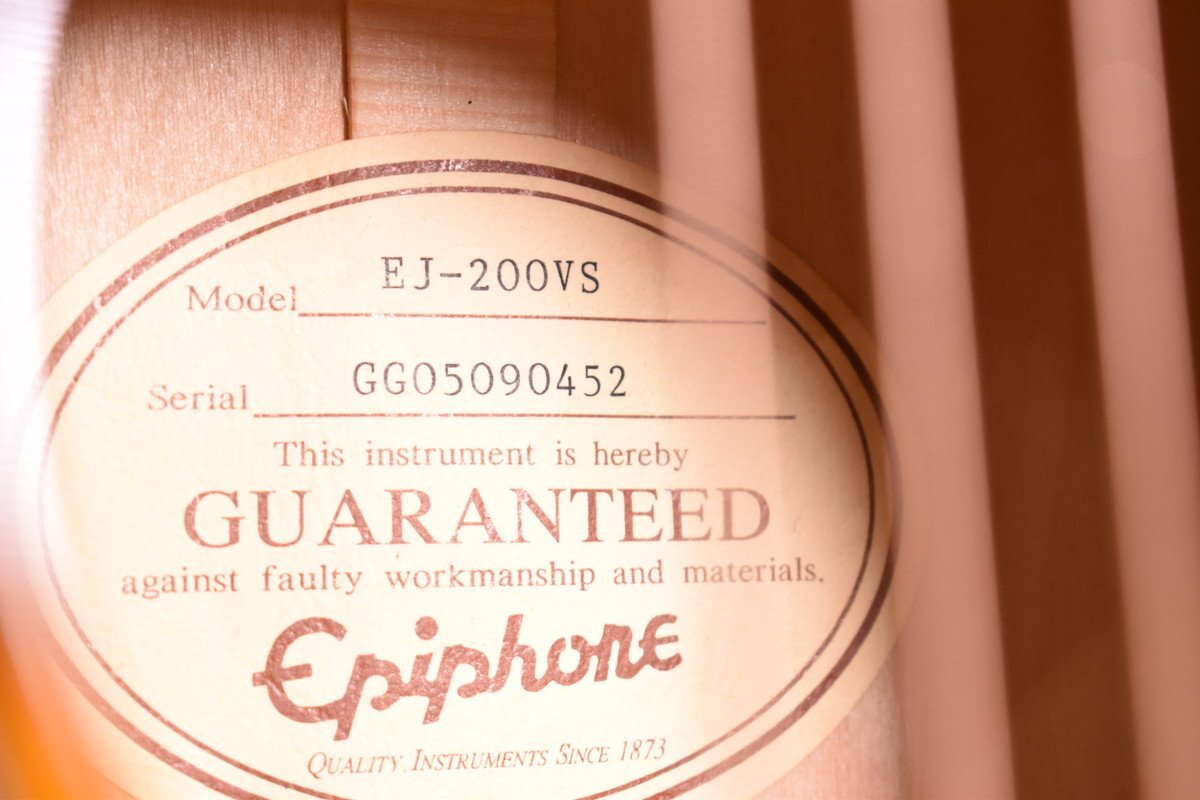 Model EJ-200VS
Serial GG05090452
This instrument is hereby
GUARANTEED
against faulty workmanship and materials.
Epiphone
QUALITY INSTRUMENTS SINCE 1873